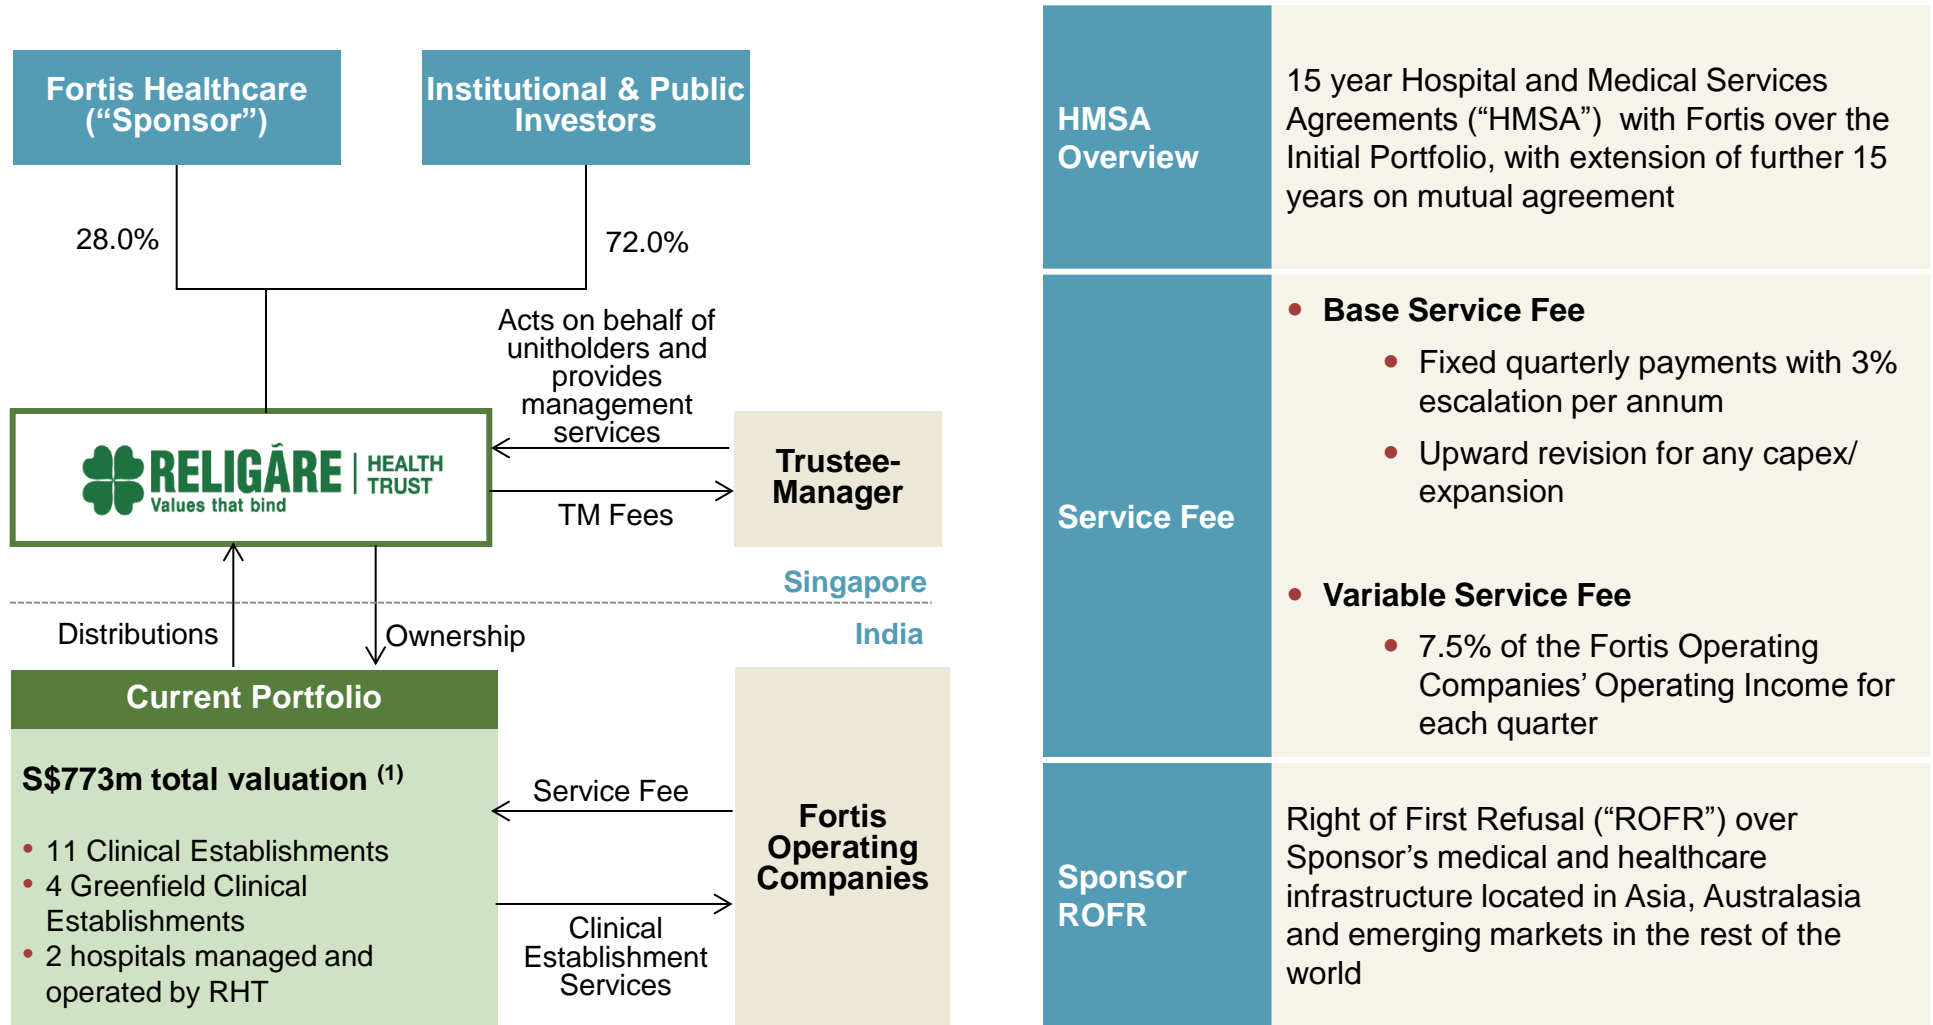 Fortis Healthcare
(“Sponsor”)
Institutional & Public
Investors
28.0%
72.0%
Acts on behalf of
unitholders and
provides
management
services
RELIGĂRE | HEALTH
TRUST
Values that bind
TM Fees
Trustee-
Manager
Singapore
India
Distributions
Ownership
Current Portfolio
S$773m total valuation (1)
• 11 Clinical Establishments
• 4 Greenfield Clinical
Establishments
• 2 hospitals managed and
operated by RHT
Service Fee
Clinical
Establishment
Services
Fortis
Operating
Companies
HMSA
Overview
15 year Hospital and Medical Services
Agreements (“HMSA”) with Fortis over the
Initial Portfolio, with extension of further 15
years on mutual agreement
Service Fee
• Base Service Fee
• Fixed quarterly payments with 3%
escalation per annum
• Upward revision for any capex/
expansion
• Variable Service Fee
• 7.5% of the Fortis Operating
Companies’ Operating Income for
each quarter
Sponsor
ROFR
Right of First Refusal (“ROFR”) over
Sponsor’s medical and healthcare
infrastructure located in Asia, Australasia
and emerging markets in the rest of the
world